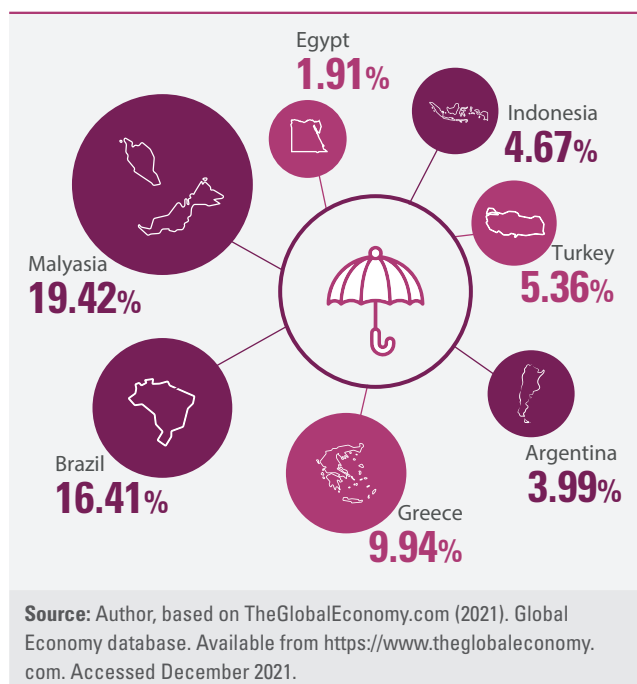 Egypt
1.91%
Indonesia
4.67%
Malyasia
19.42%
Turkey
5.36%
Brazil
16.41%
Argentina
3.99%
Greece
9.94%
Source: Author, based on TheGlobalEconomy.com (2021). Global
Economy database. Available from https://www.theglobaleconomy.
com. Accessed December 2021.